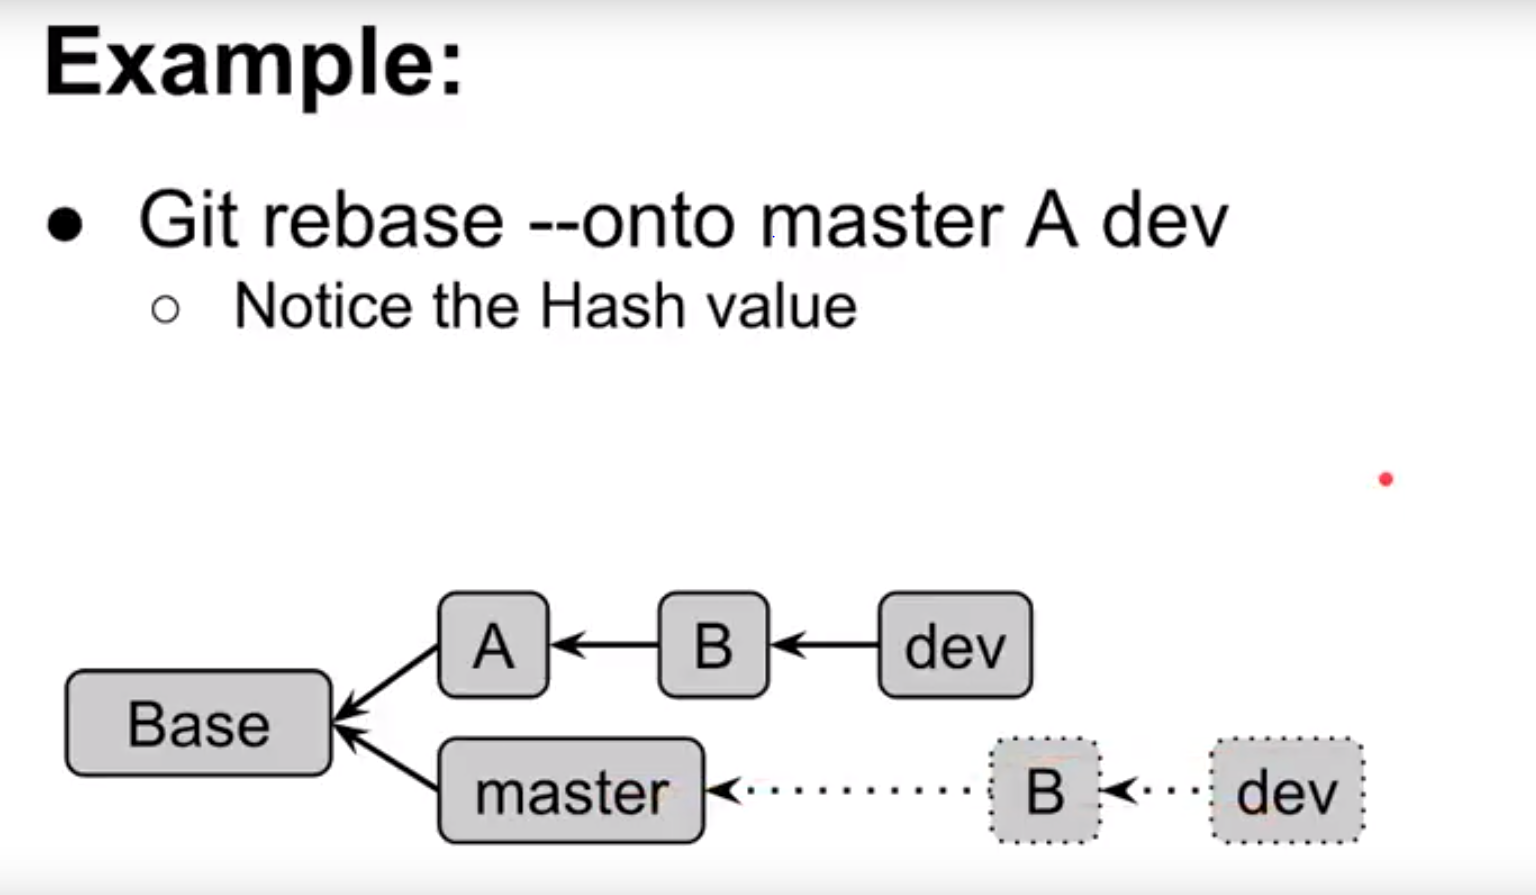 Example:
● Git rebase --onto master A dev
○ Notice the Hash value
A B dev
Base
master B dev